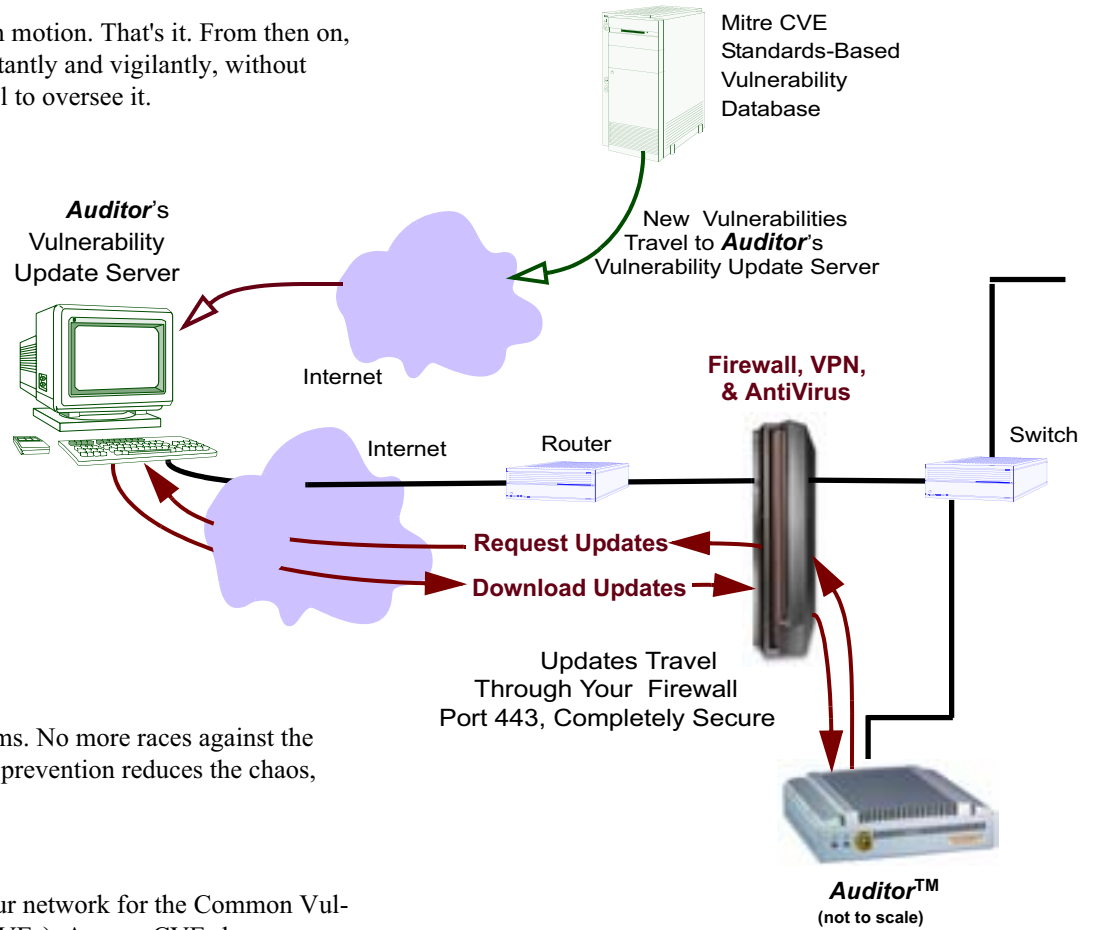 n motion. That's it. From then on,
tantly and vigilantly, without
l to oversee it.
Mitre CVE
Standards-Based
Vulnerability
Database
Auditor's
Vulnerability
Update Server
New Vulnerabilities
Travel to Auditor's
Vulnerability Update Server
Internet
Firewall, VPN,
& AntiVirus
Internet
Router
Switch
Request Updates
Download Updates
Updates Travel
Through Your Firewall
Port 443, Completely Secure
ms. No more races against the
prevention reduces the chaos,
Auditor™
(not to scale)
ur network for the Common Vul-